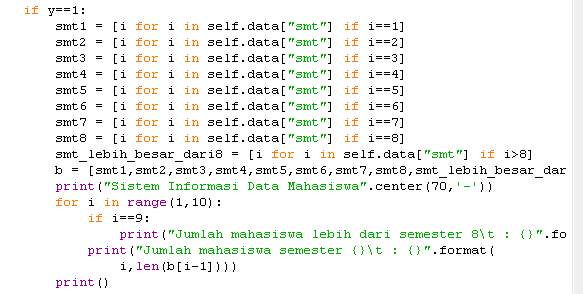 if y==1:
    smt1 = [i for i in self.data["smt"] if i==1]
    smt2 = [i for i in self.data["smt"] if i==2]
    smt3 = [i for i in self.data["smt"] if i==3]
    smt4 = [i for i in self.data["smt"] if i==4]
    smt5 = [i for i in self.data["smt"] if i==5]
    smt6 = [i for i in self.data["smt"] if i==6]
    smt7 = [i for i in self.data["smt"] if i==7]
    smt8 = [i for i in self.data["smt"] if i==8]
    smt_lebih_besar_dari8 = [i for i in self.data["smt"] if i>8]
    b = [smt1,smt2,smt3,smt4,smt5,smt6,smt7,smt8,smt_lebih_besar_dar
    print("Sistem Informasi Data Mahasiswa".center(70,'-'))
    for i in range(1,10):
        if i==9:
            print("Jumlah mahasiswa lebih dari semester 8\t : {}".fo
        print("Jumlah mahasiswa semester {}\t : {}".format(
            i,len(b[i-1])))
    print()